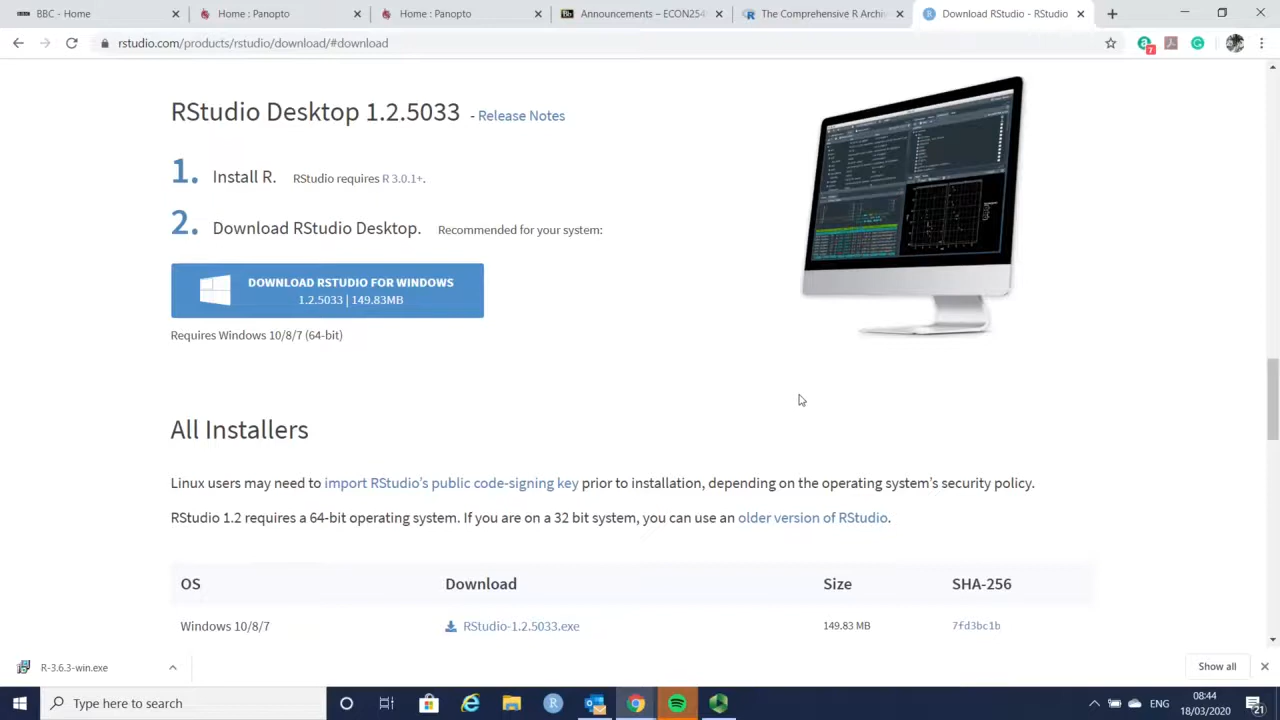 BBC - Home
Home : Panopto
Home : Panopto
Announcements – ECON254
The Comprehensive R Archi
Download RStudio - RStudio
rstudio.com/products/rstudio/download/#download
7
RStudio Desktop 1.2.5033 - Release Notes
1. Install R. RStudio requires R 3.0.1+.
2. Download RStudio Desktop. Recommended for your system:
DOWNLOAD RSTUDIO FOR WINDOWS
1.2.5033 | 149.83MB
Requires Windows 10/8/7 (64-bit)
All Installers
Linux users may need to import RStudio’s public code-signing key prior to installation, depending on the operating system’s security policy.
RStudio 1.2 requires a 64-bit operating system. If you are on a 32 bit system, you can use an older version of RStudio.
OS Download Size SHA-256
Windows 10/8/7 RStudio-1.2.5033.exe 149.83 MB 7fd3bc1b
R-3.6.3-win.exe
Show all
Type here to search
ENG
08:44
18/03/2020
21